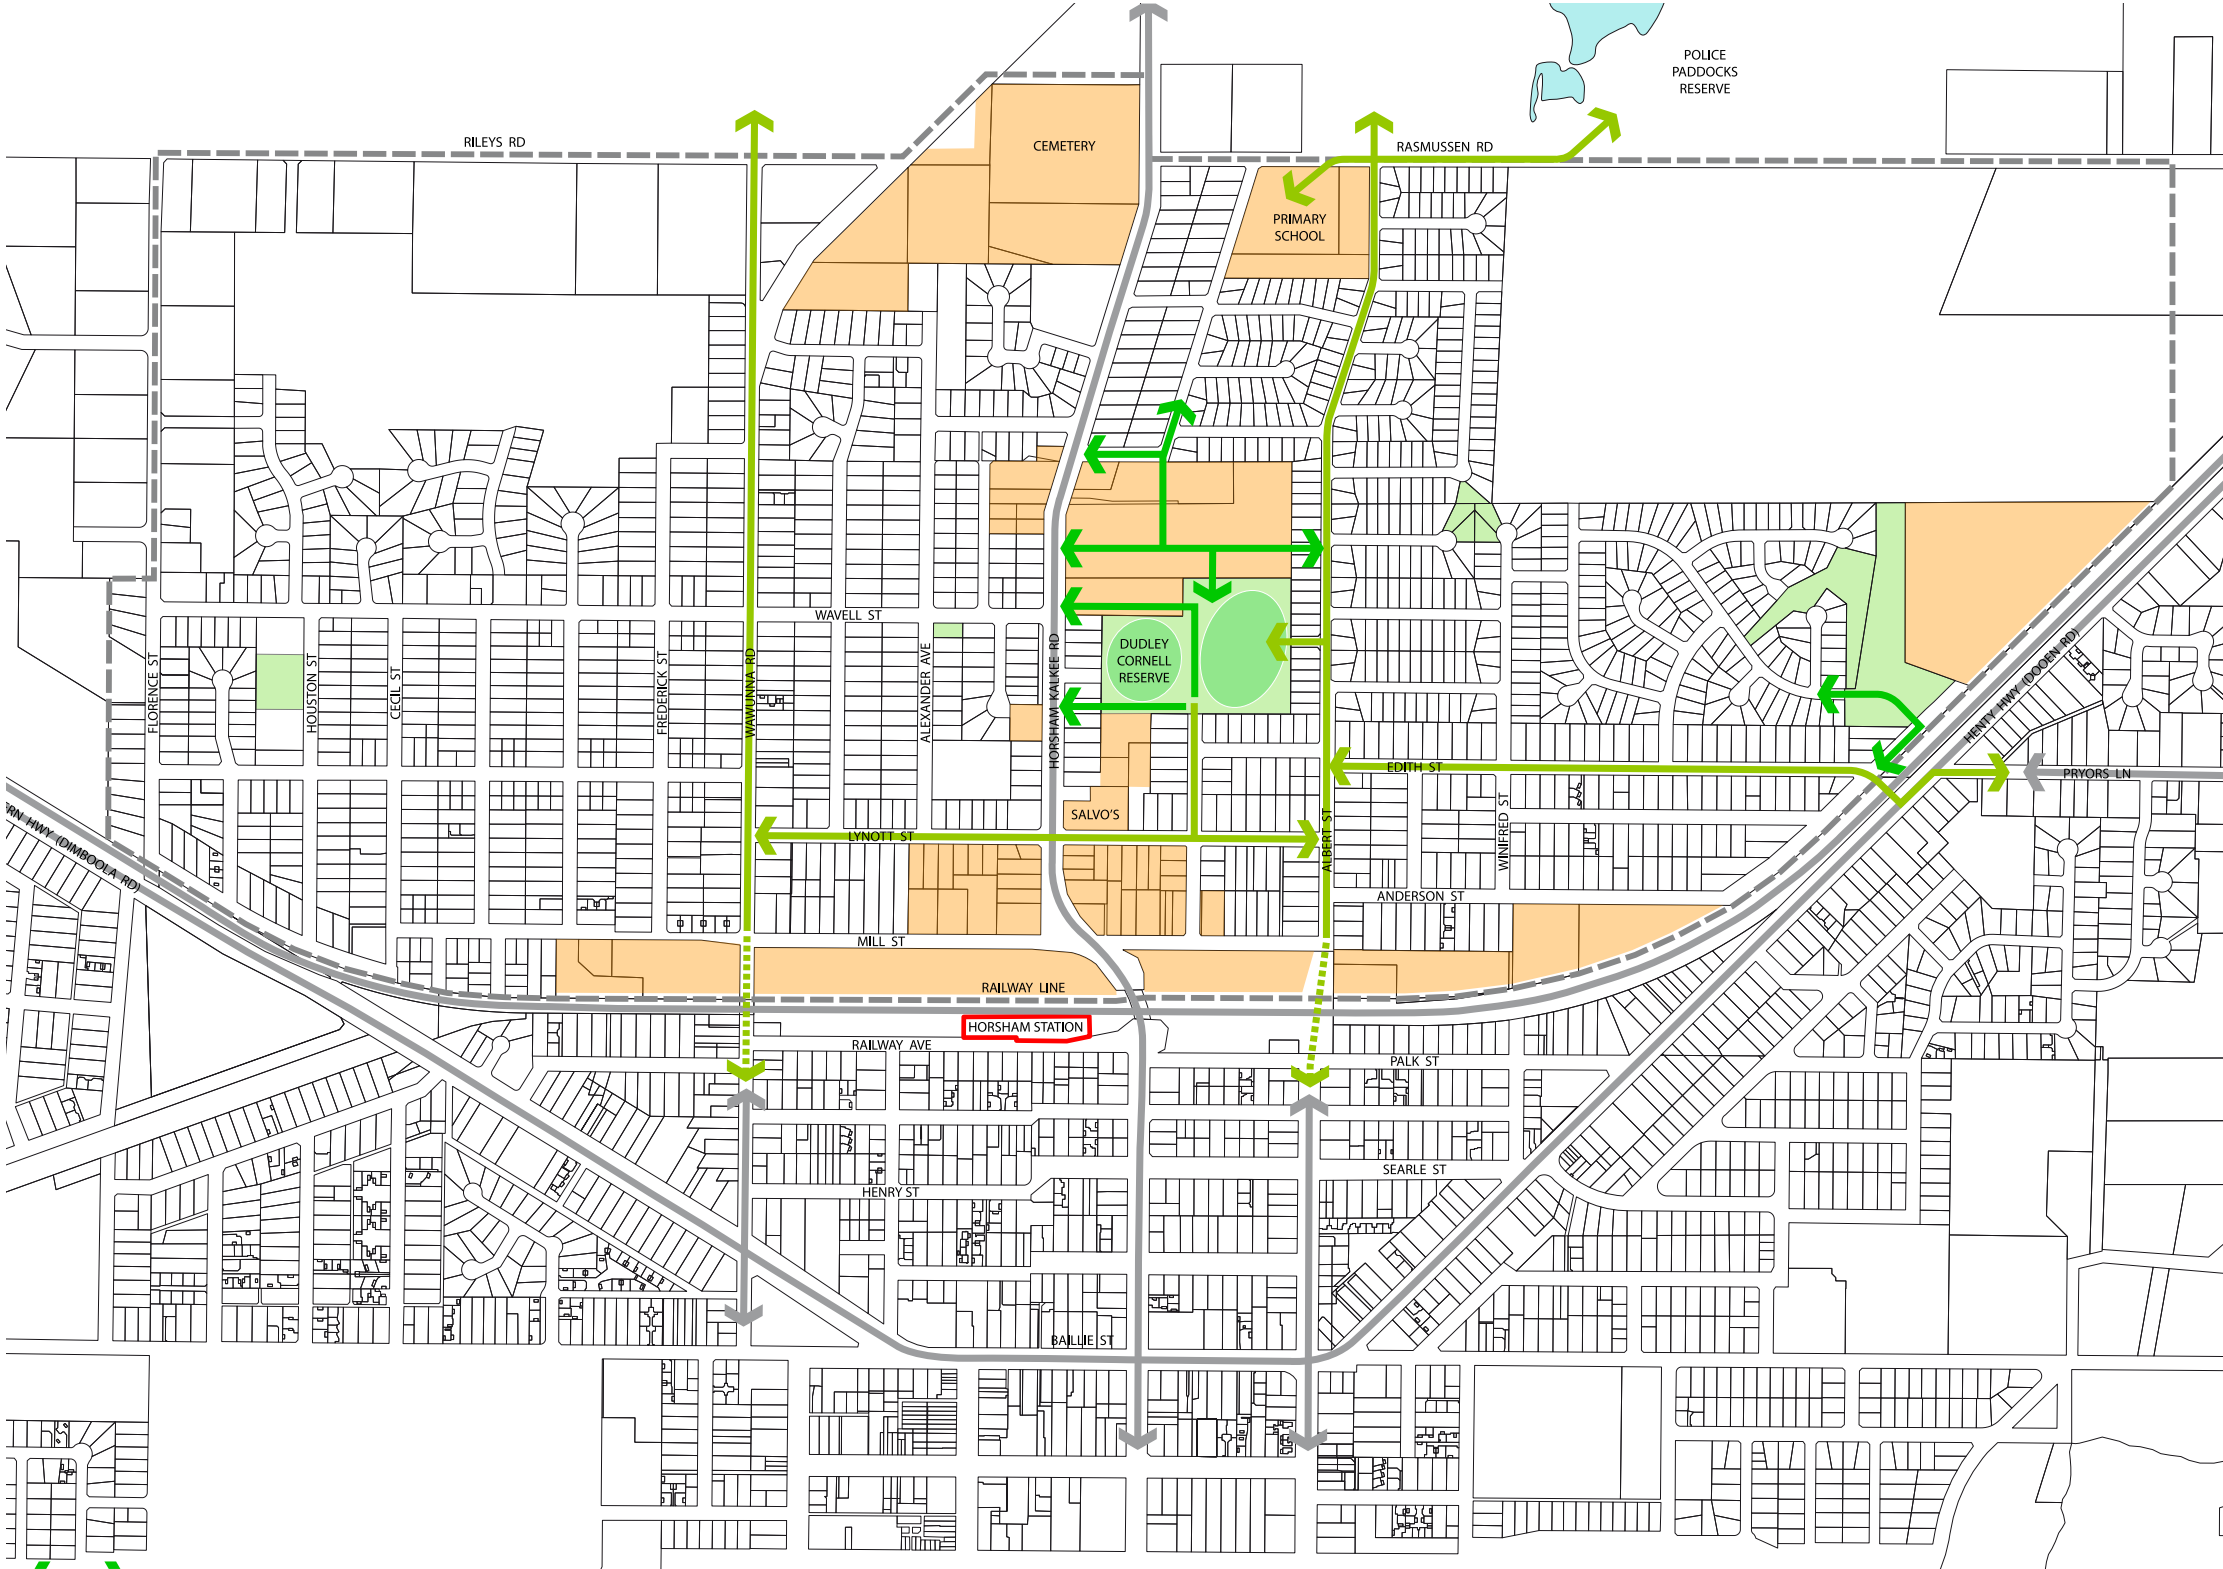 POLICE
PADDOCKS
RESERVE
RILEYS RD
CEMETERY
RASMUSSEN RD
PRIMARY
SCHOOL
WAVELL ST
DUDLEY
CORNELL
RESERVE
FLORENCE ST
HOUSTON ST
CECIL ST
FREDERICK ST
WAWUNNA RD
ALEXANDER AVE
HORSHAM KALKEE RD
HENTY HWY (DOOEN RD)
EDITH ST
PRYORS LN
SALVO'S
LYNOTT ST
ALBERT ST
WINIFRED ST
RN HWY (DIMBOOLA RD)
ANDERSON ST
MILL ST
RAILWAY LINE
HORSHAM STATION
RAILWAY AVE
PALK ST
SEARLE ST
HENRY ST
BAILLIE ST